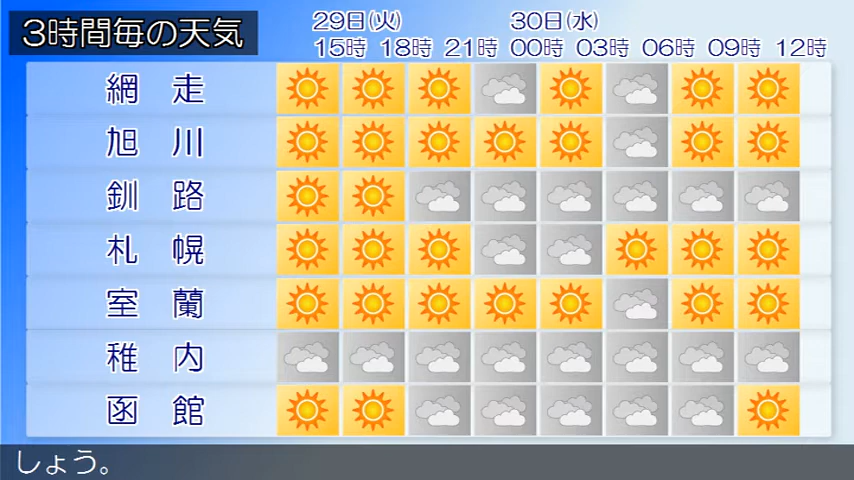 3時間毎の天気
29日(火) 30日(水)
15時 18時 21時 00時 03時 06時 09時 12時
網走
旭川
釧路
札幌
室蘭
稚内
函館
しょう。